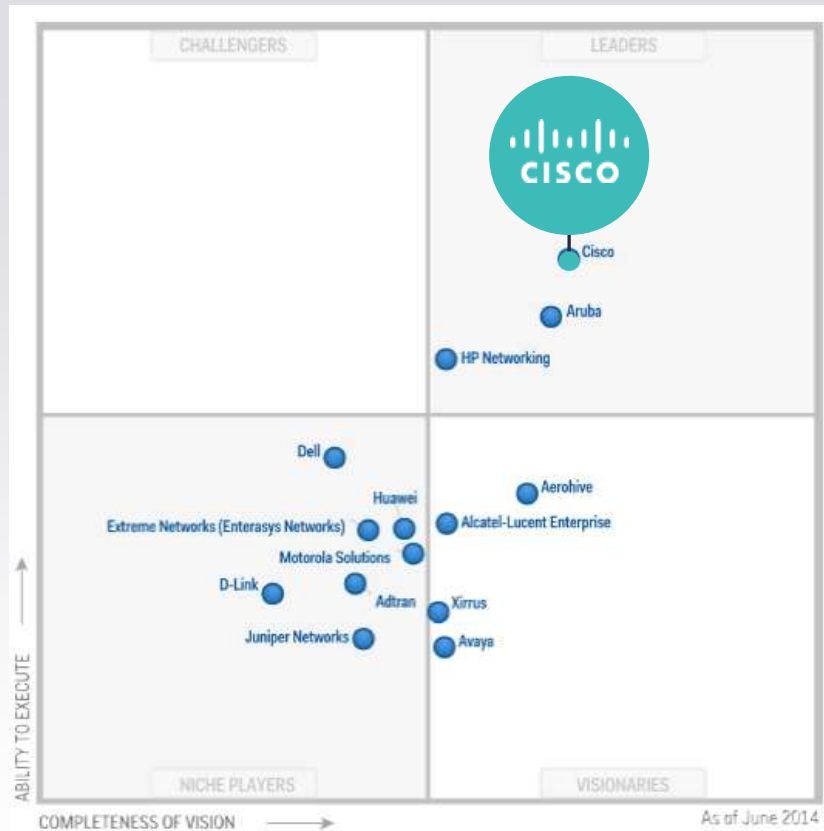 CHALLENGERS
LEADERS
CISCO
Cisco
Aruba
HP Networking
Dell
Aerohive
Huawei
Extreme Networks (Enterasys Networks)
Alcatel-Lucent Enterprise
Motorola Solutions
D-Link
Adtran
Xirrus
Juniper Networks
Avaya
ABILITY TO EXECUTE
NICHE PLAYERS
VISIONARIES
COMPLETENESS OF VISION
As of June 2014